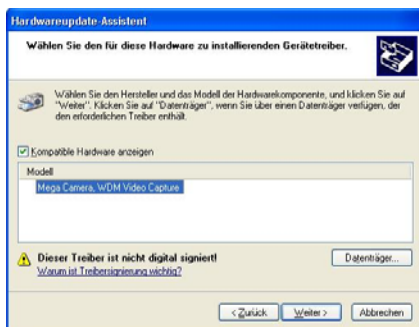 Hardwareupdate-Assistent
Wählen Sie den für diese Hardware zu installierenden Gerätetreiber.
Wählen Sie den Hersteller und das Modell der Hardwarekomponente, und klicken Sie auf
"Weiter". Klicken Sie auf "Datenträger", wenn Sie über einen Datenträger verfügen, der
den erforderlichen Treiber enthält.
Kompatible Hardware anzeigen
Modell
Mega Camera, WDM Video Capture
Dieser Treiber ist nicht digital signiert!
Warum ist Treibersignierung wichtig?
Datenträger...
< Zurück
Weiter >
Abbrechen